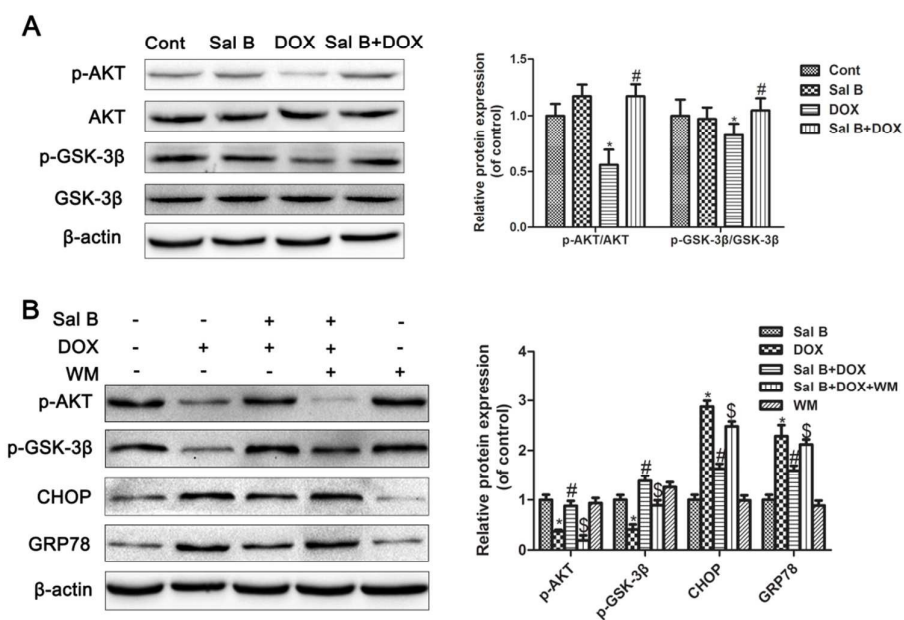 A
Cont Sal B DOX Sal B+DOX
p-AKT
AKT
p-GSK-3β
GSK-3β
β-actin
Relative protein expression
(of control)
1.5
1.0
0.5
0.0
* # * #
p-AKT/AKT p-GSK-3β/GSK-3β
Cont
Sal B
DOX
Sal B+DOX
B
Sal B - - + + -
DOX - + + + -
WM - - - + +
p-AKT
p-GSK-3β
CHOP
GRP78
β-actin
Relative protein expression
(of control)
4
3
2
1
0
* # $ * # $ * # $ * # $
p-AKT p-GSK-3β CHOP GRP78
Sal B
DOX
Sal B+DOX
Sal B+DOX+WM
WM